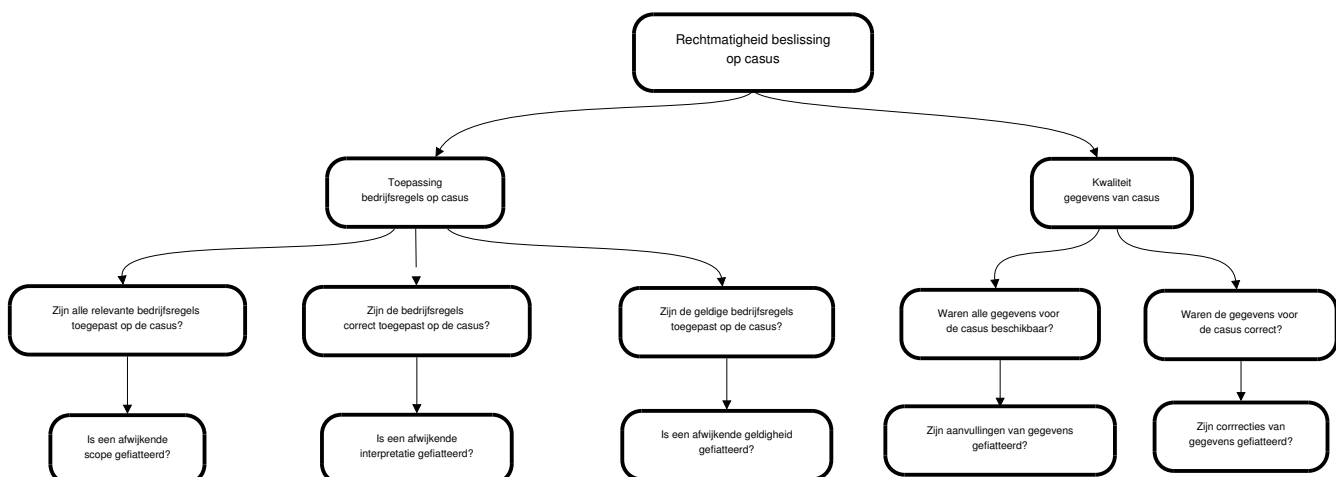 Rechtmatigheid beslissing
op casus
Toepassing
bedrijfsregels op casus
Kwaliteit
gegevens van casus
Zijn alle relevante bedrijfsregels
toegepast op de casus?
Zijn de bedrijfsregels
correct toegepast op de casus?
Zijn de geldige bedrijfsregels
toegepast op de casus?
Waren alle gegevens voor
de casus beschikbaar?
Waren de gegevens voor
de casus correct?
Is een afwijkende
scope gefiatteerd?
Is een afwijkende
interpretatie gefiatteerd?
Is een afwijkende geldigheid
gefiatteerd?
Zijn aanvullingen van gegevens
gefiatteerd?
Zijn corrrecties van
gegevens gefiatteerd?